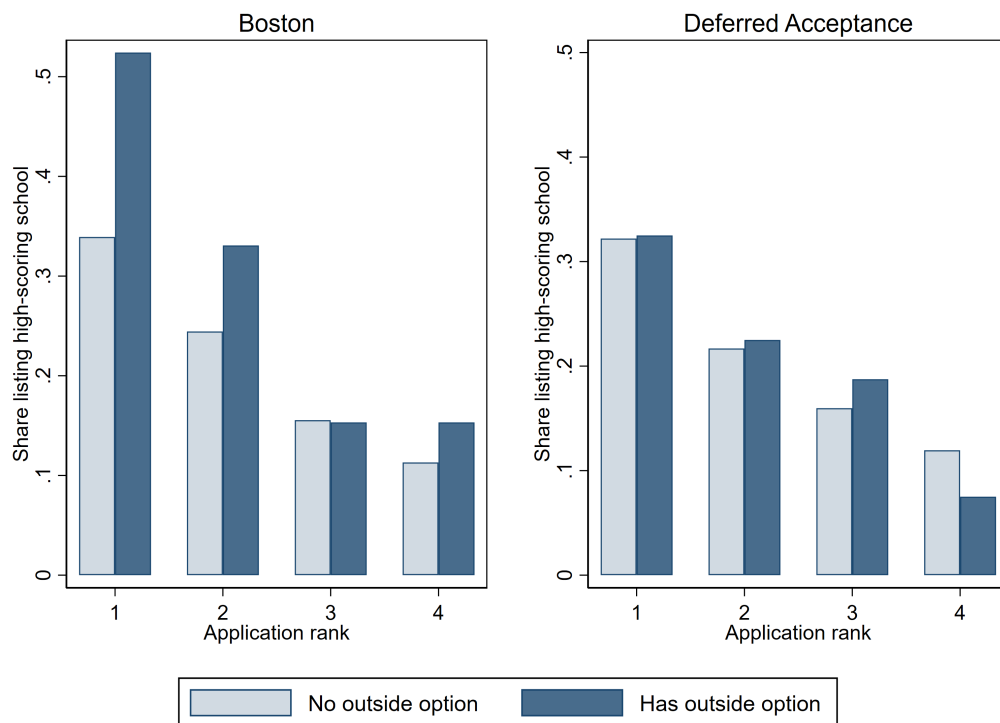 Boston
Share listing high-scoring school
.5
.4
.3
.2
.1
0
1 2 3 4
Application rank
Deferred Acceptance
Share listing high-scoring school
.5
.4
.3
.2
.1
0
1 2 3 4
Application rank
No outside option
Has outside option